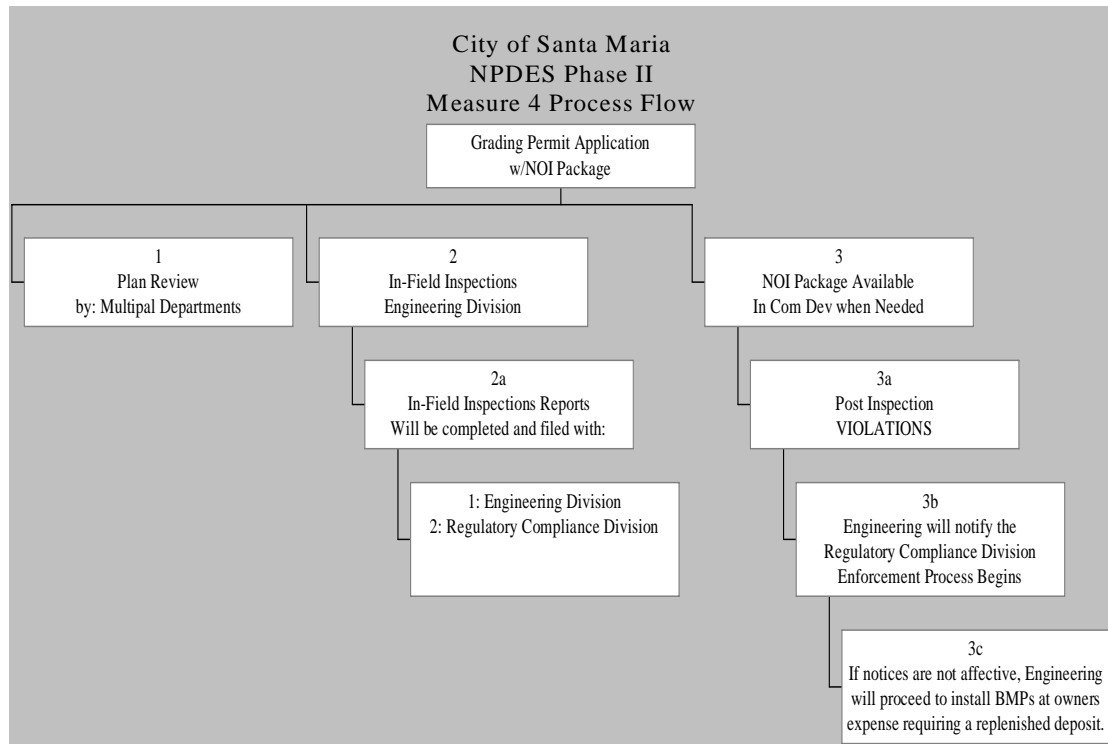 City of Santa Maria
NPDES Phase II
Measure 4 Process Flow
Grading Permit Application
w/NOI Package
1
Plan Review
by: Multipal Departments
2
In-Field Inspections
Engineering Division
3
NOI Package Available
In Com Dev when Needed
2a
In-Field Inspections Reports
Will be completed and filed with:
3a
Post Inspection
VIOLATIONS
1: Engineering Division
2: Regulatory Compliance Division
3b
Engineering will notify the
Regulatory Compliance Division
Enforcement Process Begins
3c
If notices are not affective, Engineering
will proceed to install BMPs at owners
expense requiring a replenished deposit.